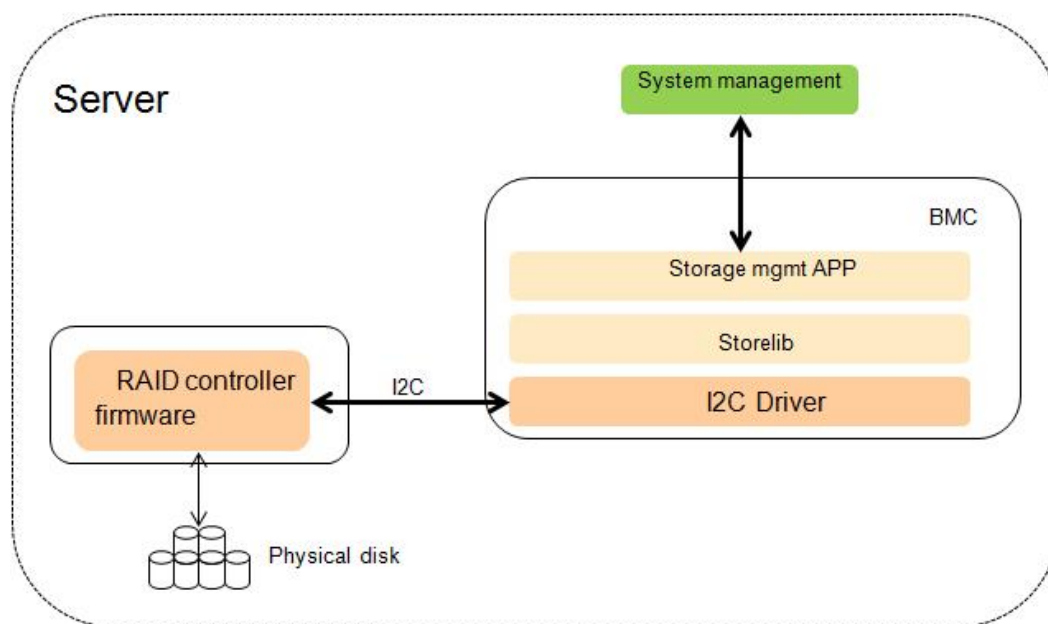 Server
System management
BMC
Storage mgmt APP
Storelib
I2C Driver
I2C
RAID controller
firmware
Physical disk